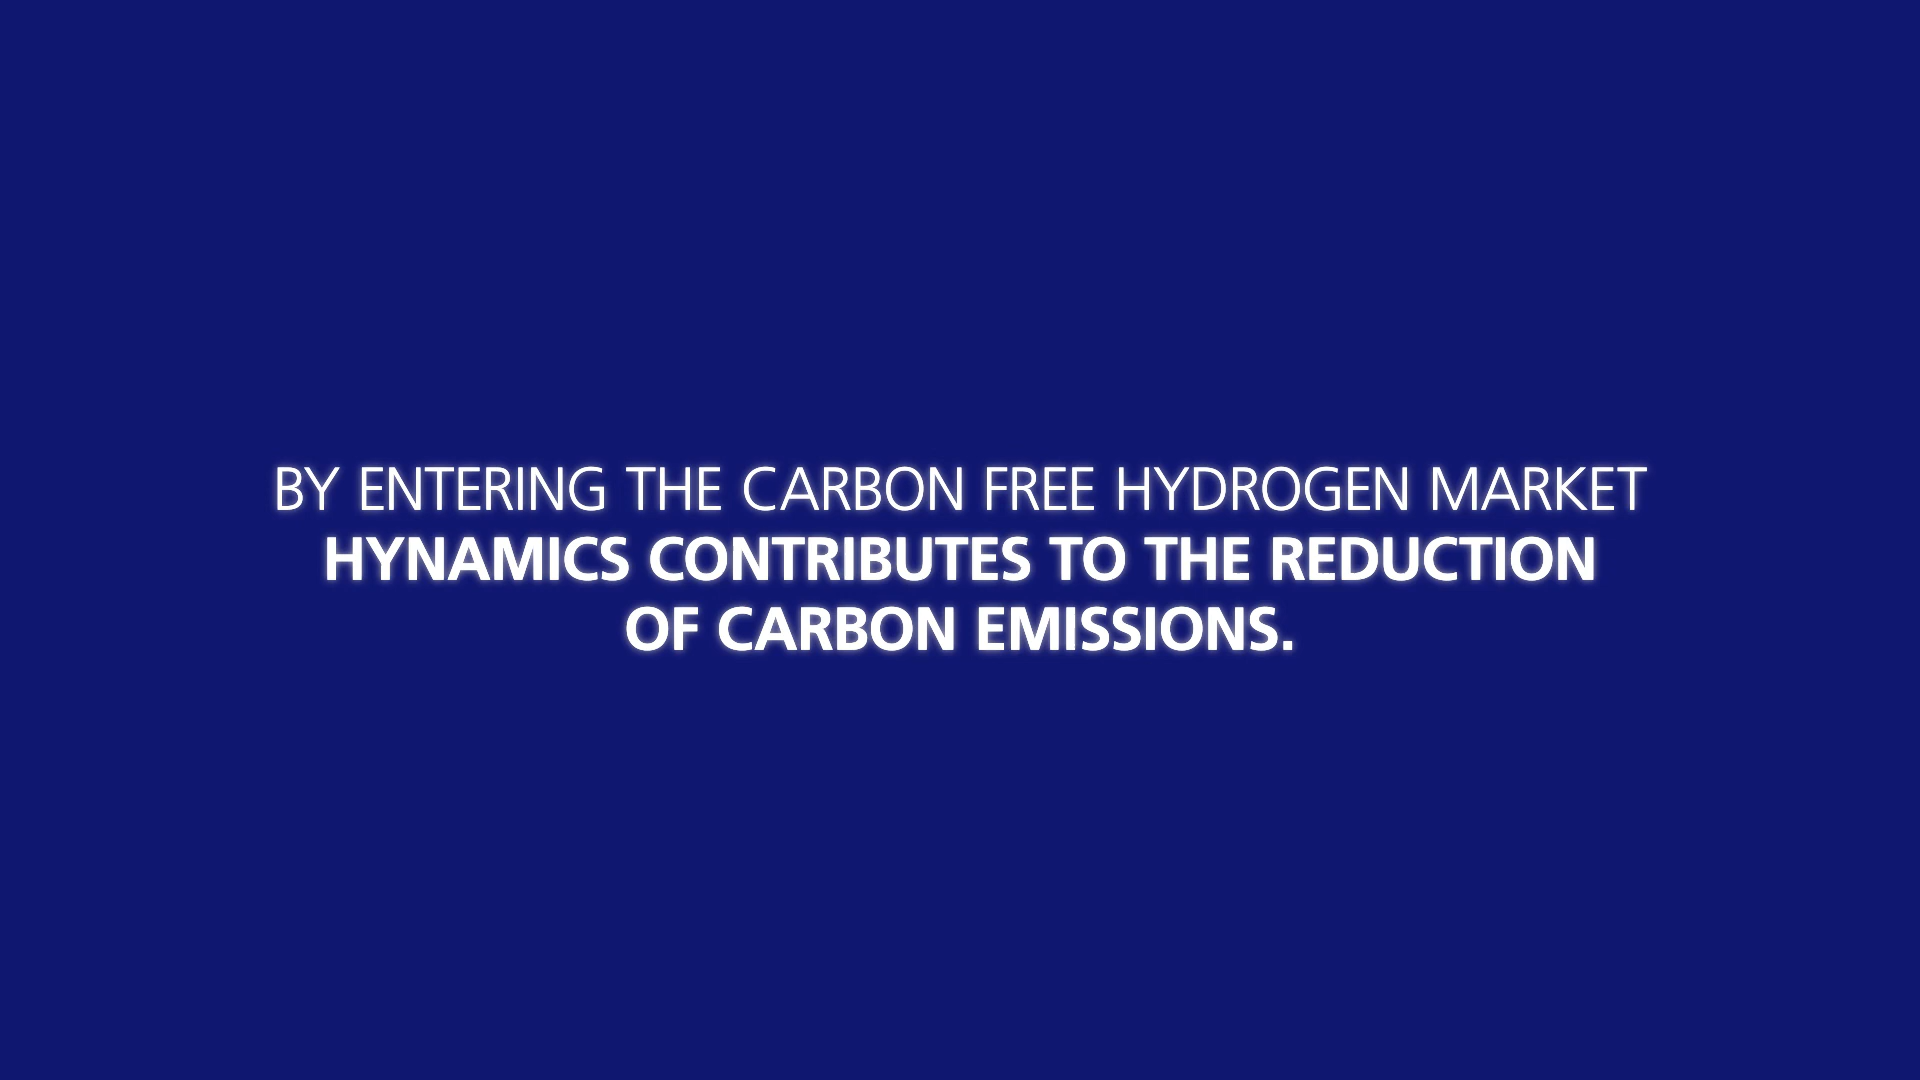 BY ENTERING THE CARBON FREE HYDROGEN MARKET
HYNAMICS CONTRIBUTES TO THE REDUCTION
OF CARBON EMISSIONS.